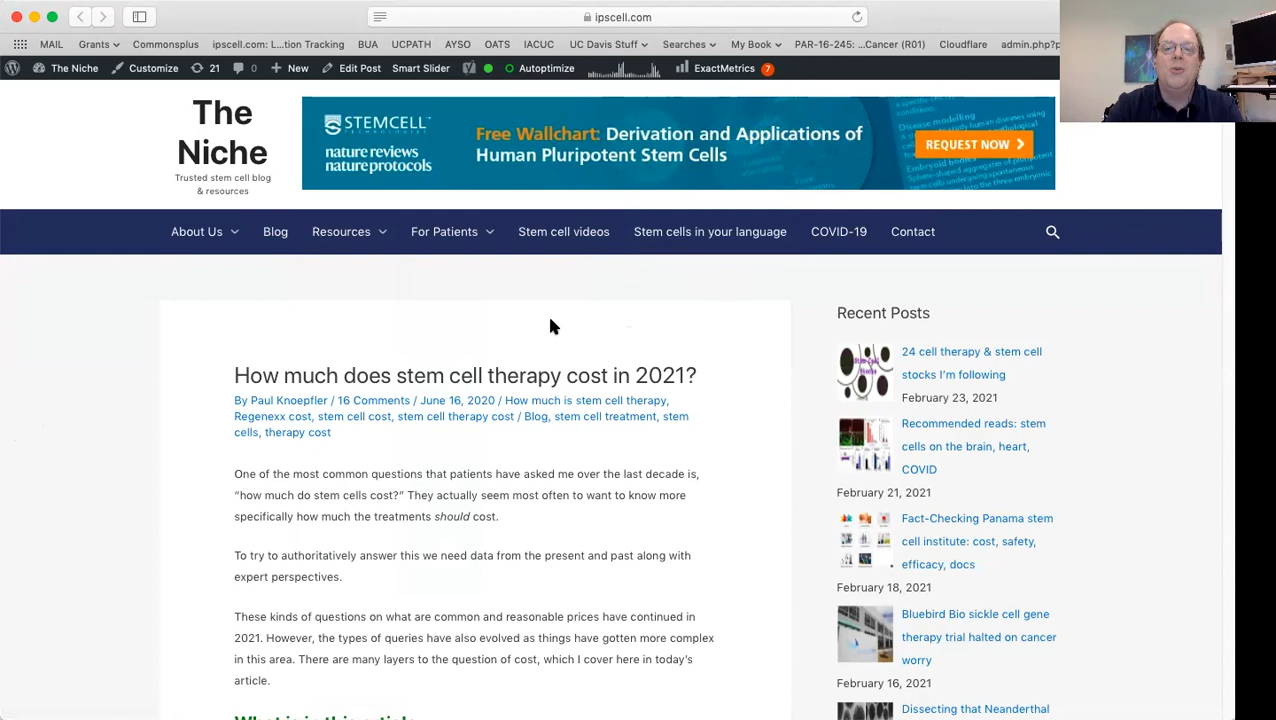 ipscell.com
MAIL Grants Commonsplus ipscell.com: L...tion Tracking BUA UCPATH AYSO OATS IACUC UC Davis Stuff Searches My Book PAR-16-245: ...Cancer (R01) Cloudflare admin.php?p
The Niche Customize 21 0 New Edit Post Smart Slider Autoptimize ExactMetrics 7
The
Niche
Trusted stem cell blog
& resources
STEMCELL
TECHNOLOGIES
nature reviews
nature protocols
Free Wallchart: Derivation and Applications of
Human Pluripotent Stem Cells
REQUEST NOW
About Us Blog Resources For Patients Stem cell videos Stem cells in your language COVID-19 Contact
How much does stem cell therapy cost in 2021?
By Paul Knoepfler / 16 Comments / June 16, 2020 / How much is stem cell therapy,
Regenexx cost, stem cell cost, stem cell therapy cost / Blog, stem cell treatment, stem
cells, therapy cost
One of the most common questions that patients have asked me over the last decade is,
“how much do stem cells cost?” They actually seem most often to want to know more
specifically how much the treatments should cost.
To try to authoritatively answer this we need data from the present and past along with
expert perspectives.
These kinds of questions on what are common and reasonable prices have continued in
2021. However, the types of queries have also evolved as things have gotten more complex
in this area. There are many layers to the question of cost, which I cover here in today’s
article.
What is in this article
Recent Posts
24 cell therapy & stem cell
stocks I’m following
February 23, 2021
Recommended reads: stem
cells on the brain, heart,
COVID
February 21, 2021
Fact-Checking Panama stem
cell institute: cost, safety,
efficacy, docs
February 18, 2021
Bluebird Bio sickle cell gene
therapy trial halted on cancer
worry
February 16, 2021
Dissecting that Neanderthal